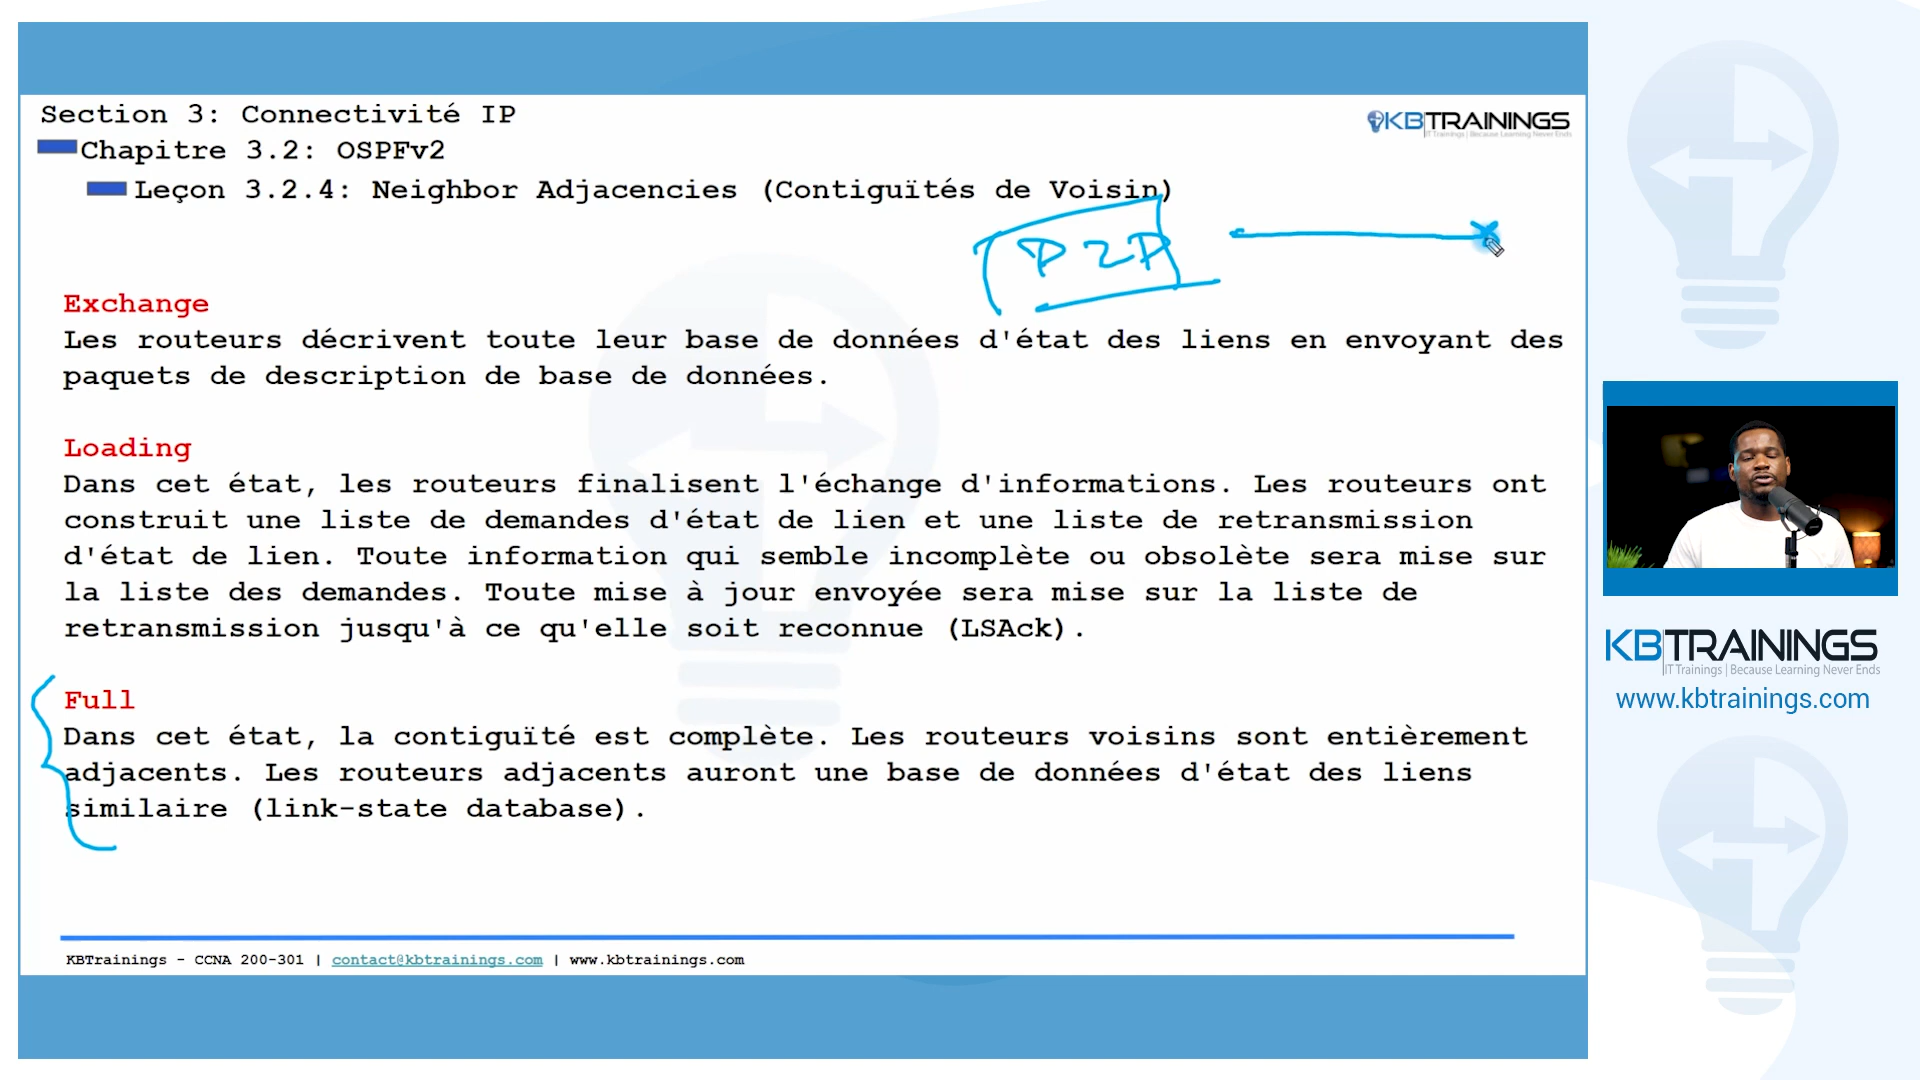 Section 3: Connectivité IP
Chapitre 3.2: OSPFv2
Leçon 3.2.4: Neighbor Adjacencies (Contiguïtés de Voisin)
KBTRAININGS
IT Trainings | Because Learning Never Ends
P2P
Exchange
Les routeurs décrivent toute leur base de données d'état des liens en envoyant des
paquets de description de base de données.
Loading
Dans cet état, les routeurs finalisent l'échange d'informations. Les routeurs ont
construit une liste de demandes d'état de lien et une liste de retransmission
d'état de lien. Toute information qui semble incomplète ou obsolète sera mise sur
la liste des demandes. Toute mise à jour envoyée sera mise sur la liste de
retransmission jusqu'à ce qu'elle soit reconnue (LSAck).
Full
Dans cet état, la contiguïté est complète. Les routeurs voisins sont entièrement
adjacents. Les routeurs adjacents auront une base de données d'état des liens
similaire (link-state database).
KBTrainings - CCNA 200-301 | contact@kbtrainings.com | www.kbtrainings.com
KBTRAININGS
IT Trainings | Because Learning Never Ends
www.kbtrainings.com